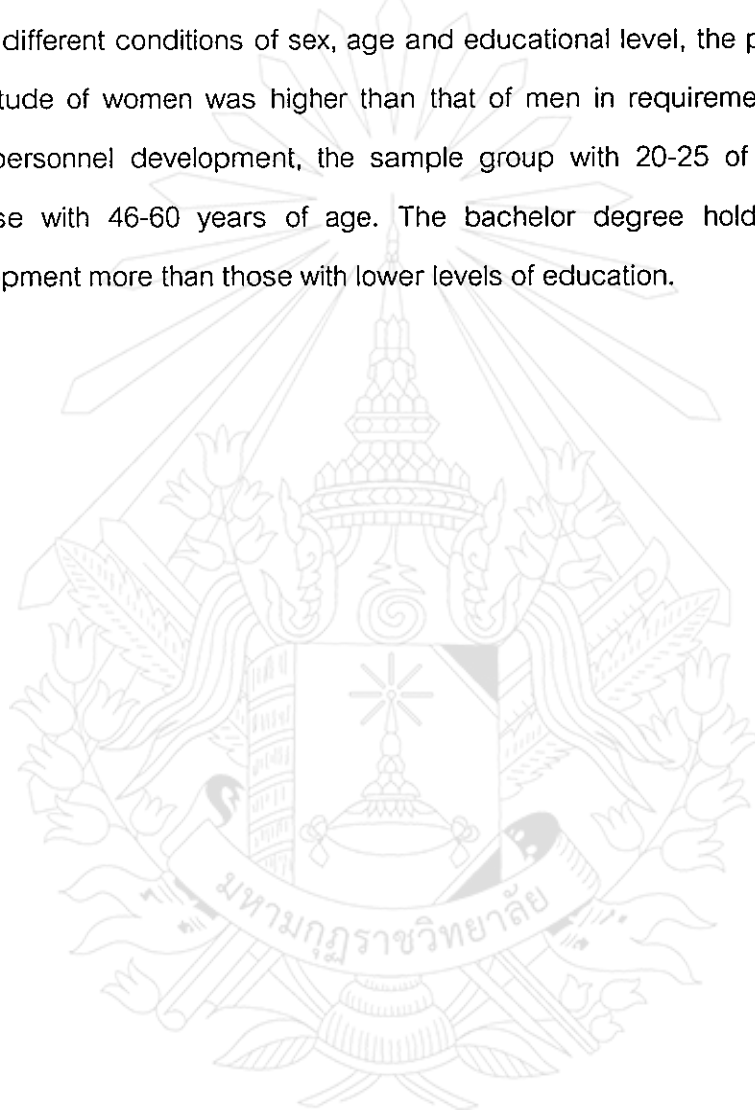 different conditions of sex, age and educational level, the p
tude of women was higher than that of men in requireme
personnel development, the sample group with 20-25 of
se with 46-60 years of age. The bachelor degree hold
pment more than those with lower levels of education.
มหามกุฏราชวิทยาลัย